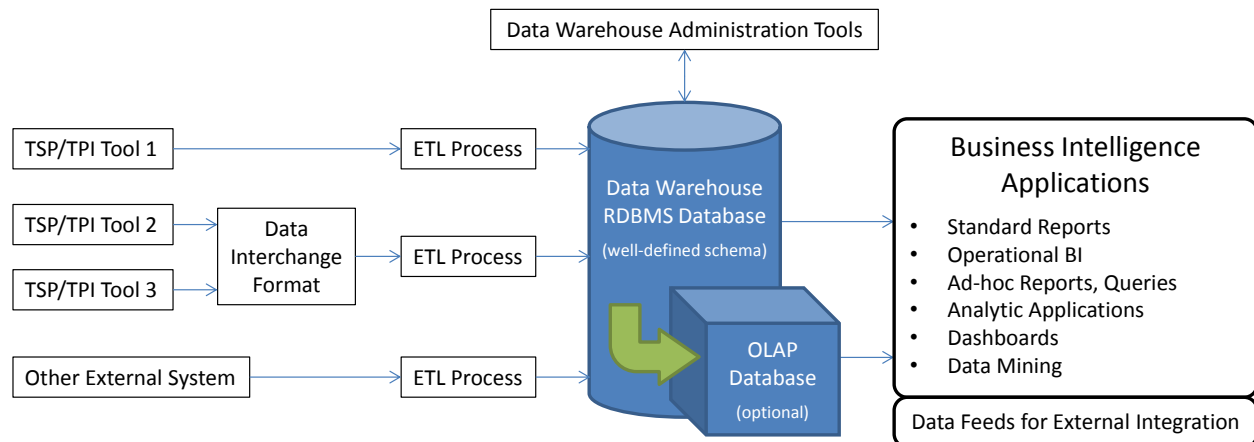 Data Warehouse Administration Tools
TSP/TPI Tool 1
ETL Process
TSP/TPI Tool 2
TSP/TPI Tool 3
Data
Interchange
Format
ETL Process
Other External System
ETL Process
Data Warehouse
RDBMS Database
(well-defined schema)
OLAP
Database
(optional)
Business Intelligence
Applications
• Standard Reports
• Operational BI
• Ad-hoc Reports, Queries
• Analytic Applications
• Dashboards
• Data Mining
Data Feeds for External Integration